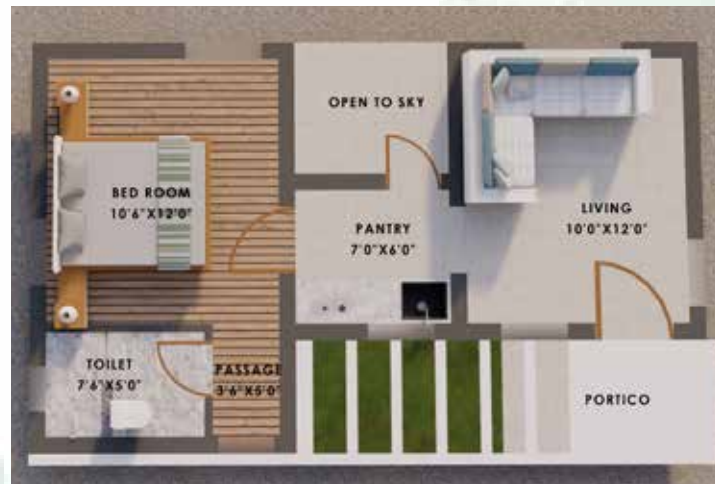 OPEN TO SKY
BED ROOM
10'6"X12'0"
PANTRY
7'0"X6'0"
LIVING
10'0"X12'0"
TOILET
7'6"X5'0"
PASSAGE
3'6"X5'0"
PORTICO